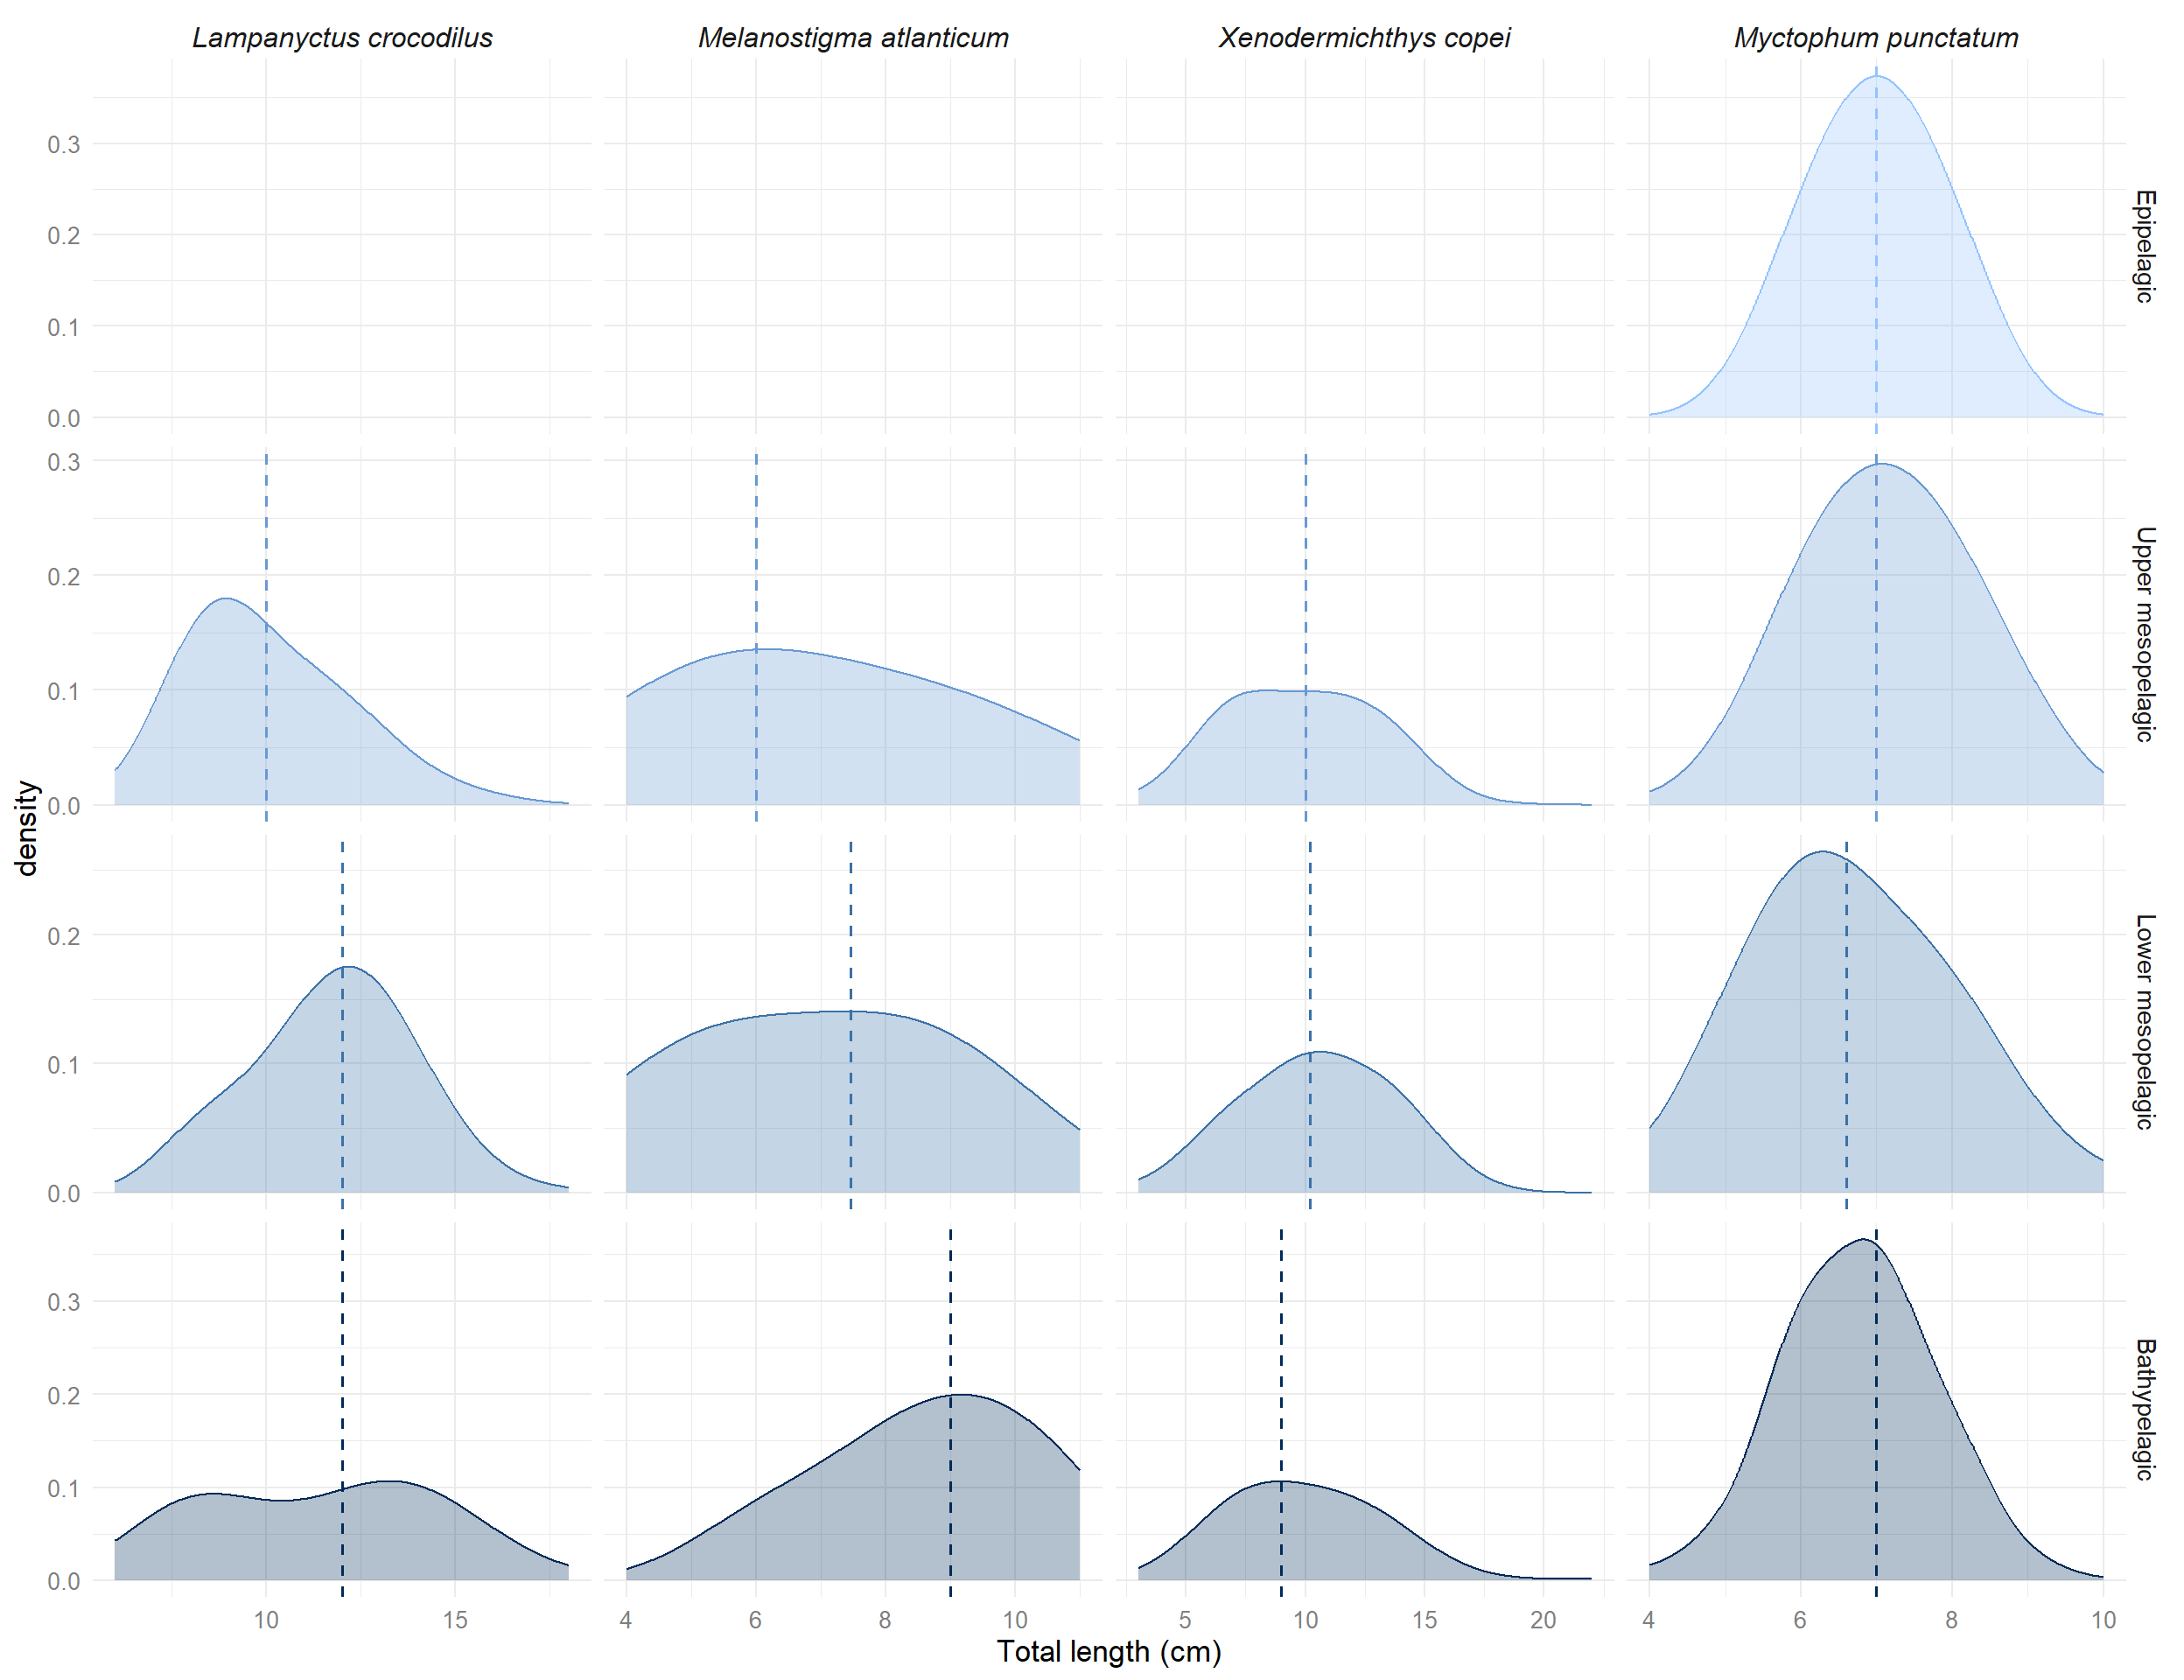 Lampanyctus crocodilus Melanostigma atlanticum Xenodermichthys copei Myctophum punctatum
0.3
0.2
0.1
0.0
Epipelagic
0.3
0.2
0.1
0.0
Upper mesopelagic
density
0.2
0.1
0.0
Lower mesopelagic
0.3
0.2
0.1
0.0
Bathypelagic
10 15 4 6 8 10 5 10 15 20 4 6 8 10
Total length (cm)